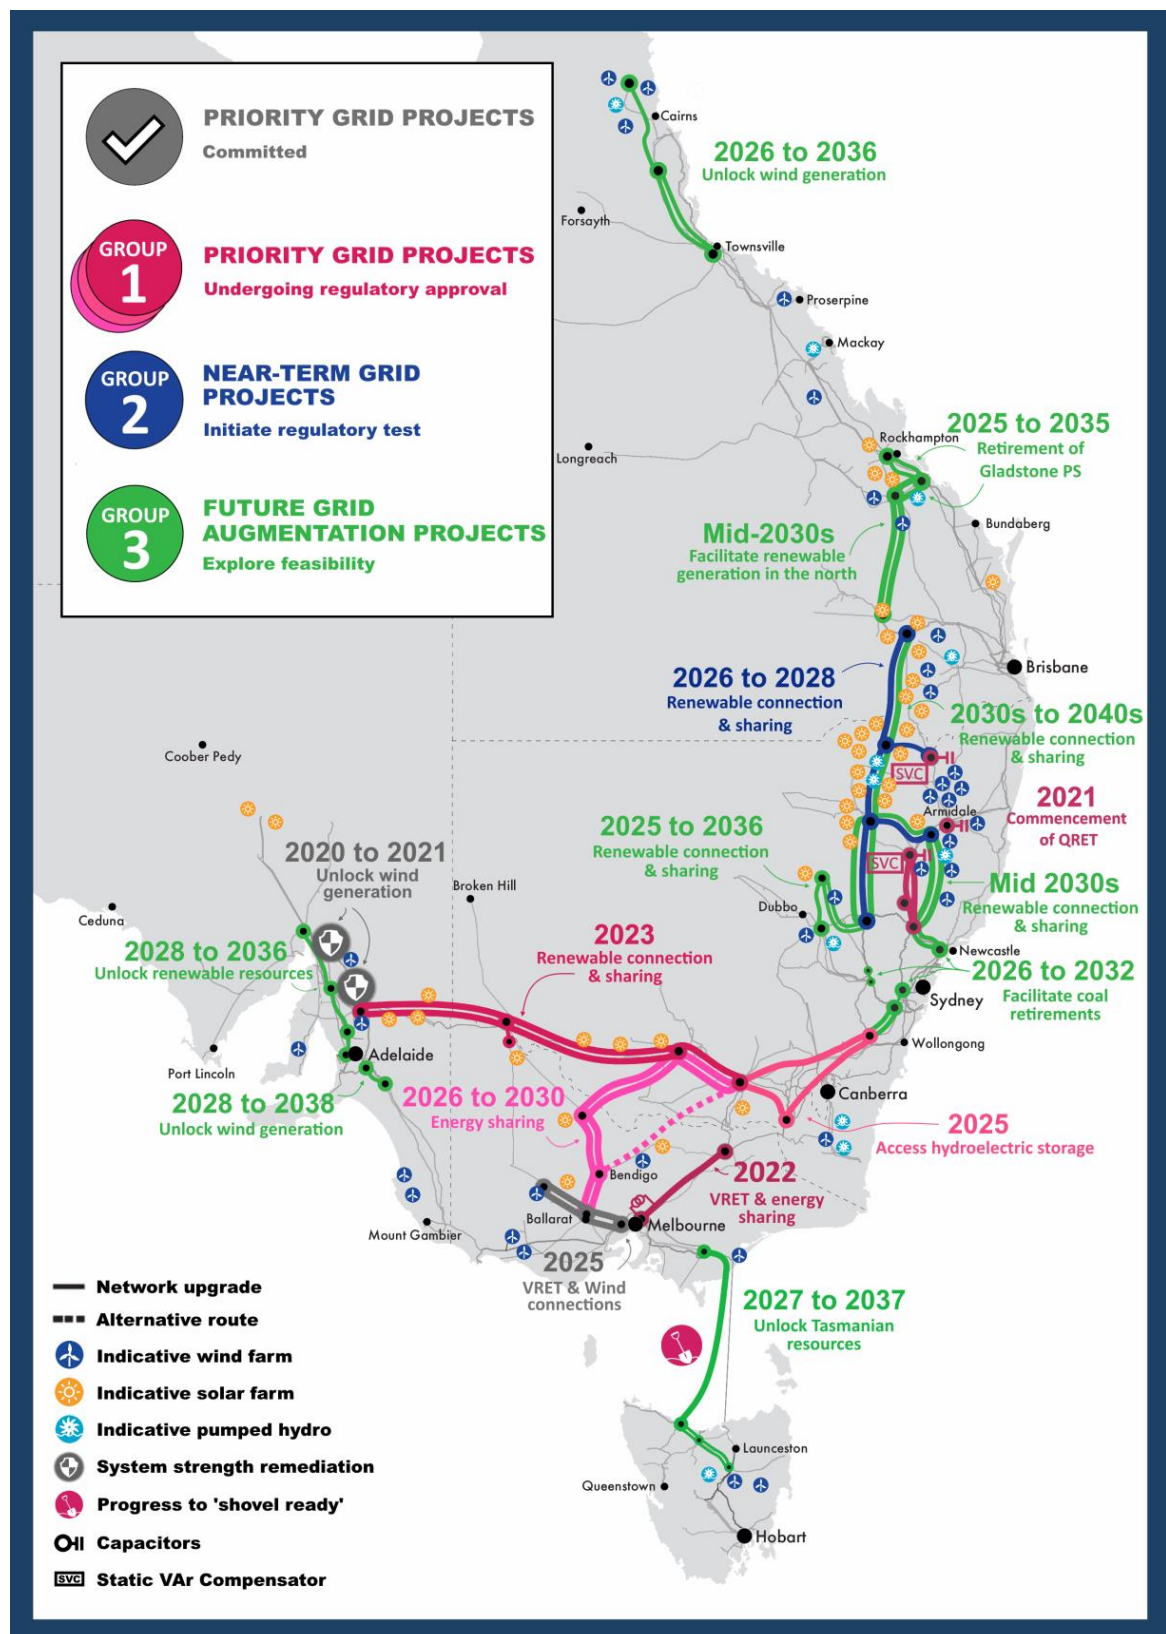 PRIORITY GRID PROJECTS
Committed
GROUP
1
PRIORITY GRID PROJECTS
Undergoing regulatory approval
GROUP
2
NEAR-TERM GRID
PROJECTS
Initiate regulatory test
GROUP
3
FUTURE GRID
AUGMENTATION PROJECTS
Explore feasibility
Cairns
2026 to 2036
Unlock wind generation
Forsayth
Townsville
Proserpine
Mackay
2025 to 2035
Retirement of
Gladstone PS
Rockhampton
Longreach
Bundaberg
Mid-2030s
Facilitate renewable
generation in the north
Brisbane
2026 to 2028
Renewable connection
& sharing
2030s to 2040s
Renewable connection
& sharing
Coober Pedy
SVC
2021
Commencement
of QRET
Armidale
2025 to 2036
Renewable connection
& sharing
SVC
2020 to 2021
Unlock wind
generation
Broken Hill
Mid 2030s
Renewable connection
& sharing
Dubbo
Ceduna
2028 to 2036
Unlock renewable resources
2023
Renewable connection
& sharing
Newcastle
2026 to 2032
Facilitate coal
retirements
Sydney
Wollongong
Adelaide
Port Lincoln
Canberra
2028 to 2038
Unlock wind generation
2026 to 2030
Energy sharing
2025
Access hydroelectric storage
Bendigo
2022
VRET & energy
sharing
Ballarat
Melbourne
Mount Gambier
2025
VRET & Wind
connections
2027 to 2037
Unlock Tasmanian
resources
Launceston
Queenstown
Hobart
Network upgrade
Alternative route
Indicative wind farm
Indicative solar farm
Indicative pumped hydro
System strength remediation
Progress to 'shovel ready'
Capacitors
SVC Static VAr Compensator